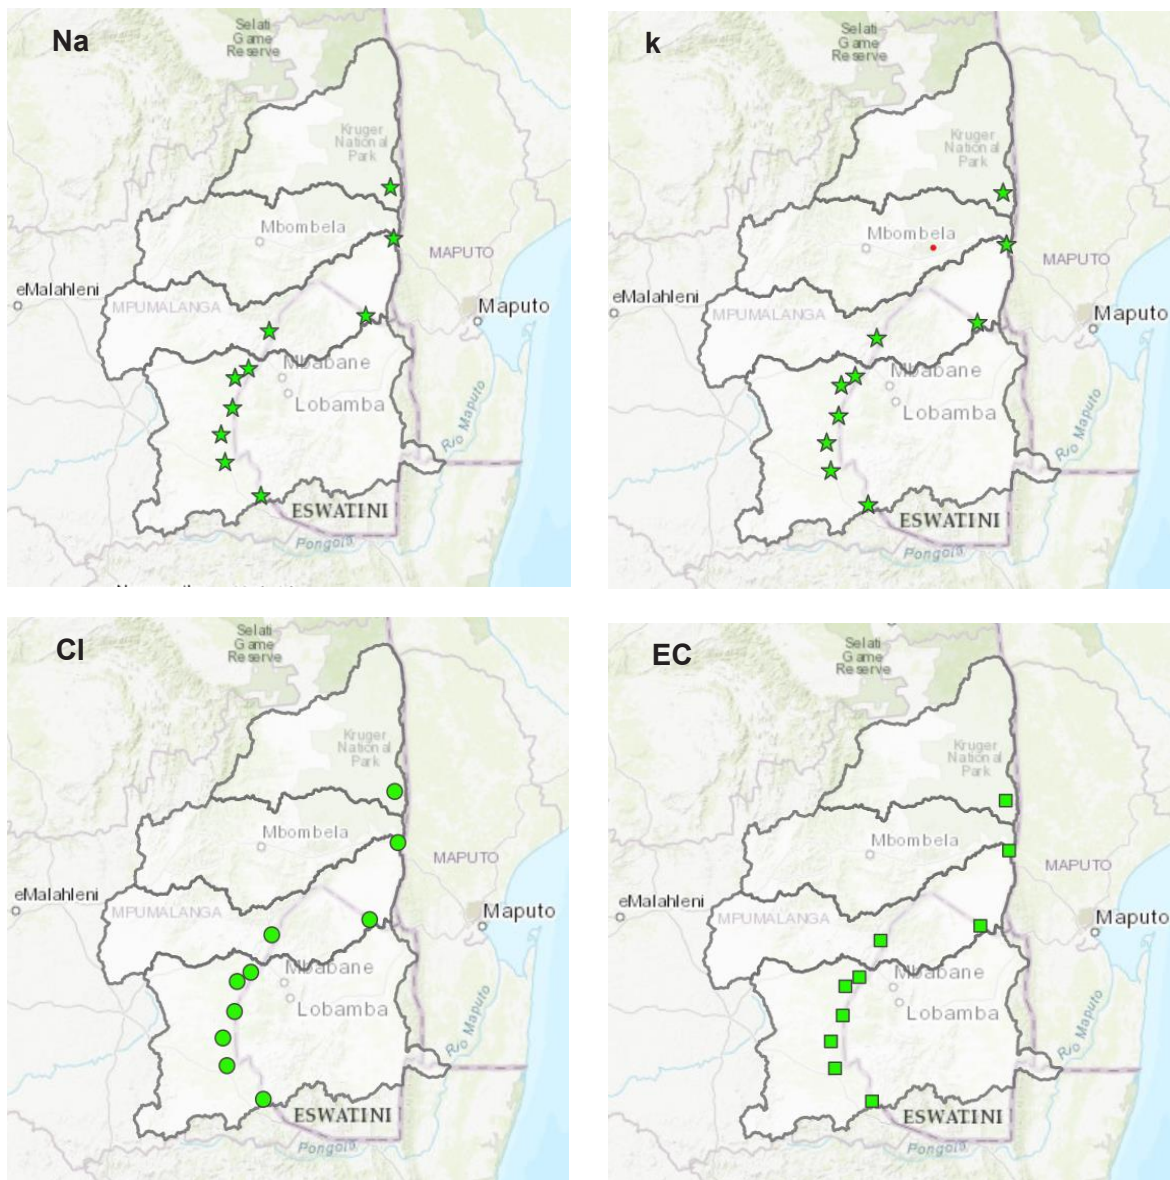 Na
Selati
Game
Reserve
Kruger
National
Park
Mbombela
MAPUTO
eMalahleni
MPUMALANGA
Maputo
Mbabane
Lobamba
Rio Maputo
ESWATINI
Pongola
k
Selati
Game
Reserve
Kruger
National
Park
Mbombela
MAPUTO
eMalahleni
MPUMALANGA
Maputo
Mbabane
Lobamba
Rio Maputo
ESWATINI
Pongola
Cl
Selati
Game
Reserve
Kruger
National
Park
Mbombela
MAPUTO
eMalahleni
MPUMALANGA
Maputo
Mbabane
Lobamba
Rio Maputo
ESWATINI
Pongola
EC
Selati
Game
Reserve
Kruger
National
Park
Mbombela
MAPUTO
eMalahleni
MPUMALANGA
Maputo
Mbabane
Lobamba
Rio Maputo
ESWATINI
Pongola